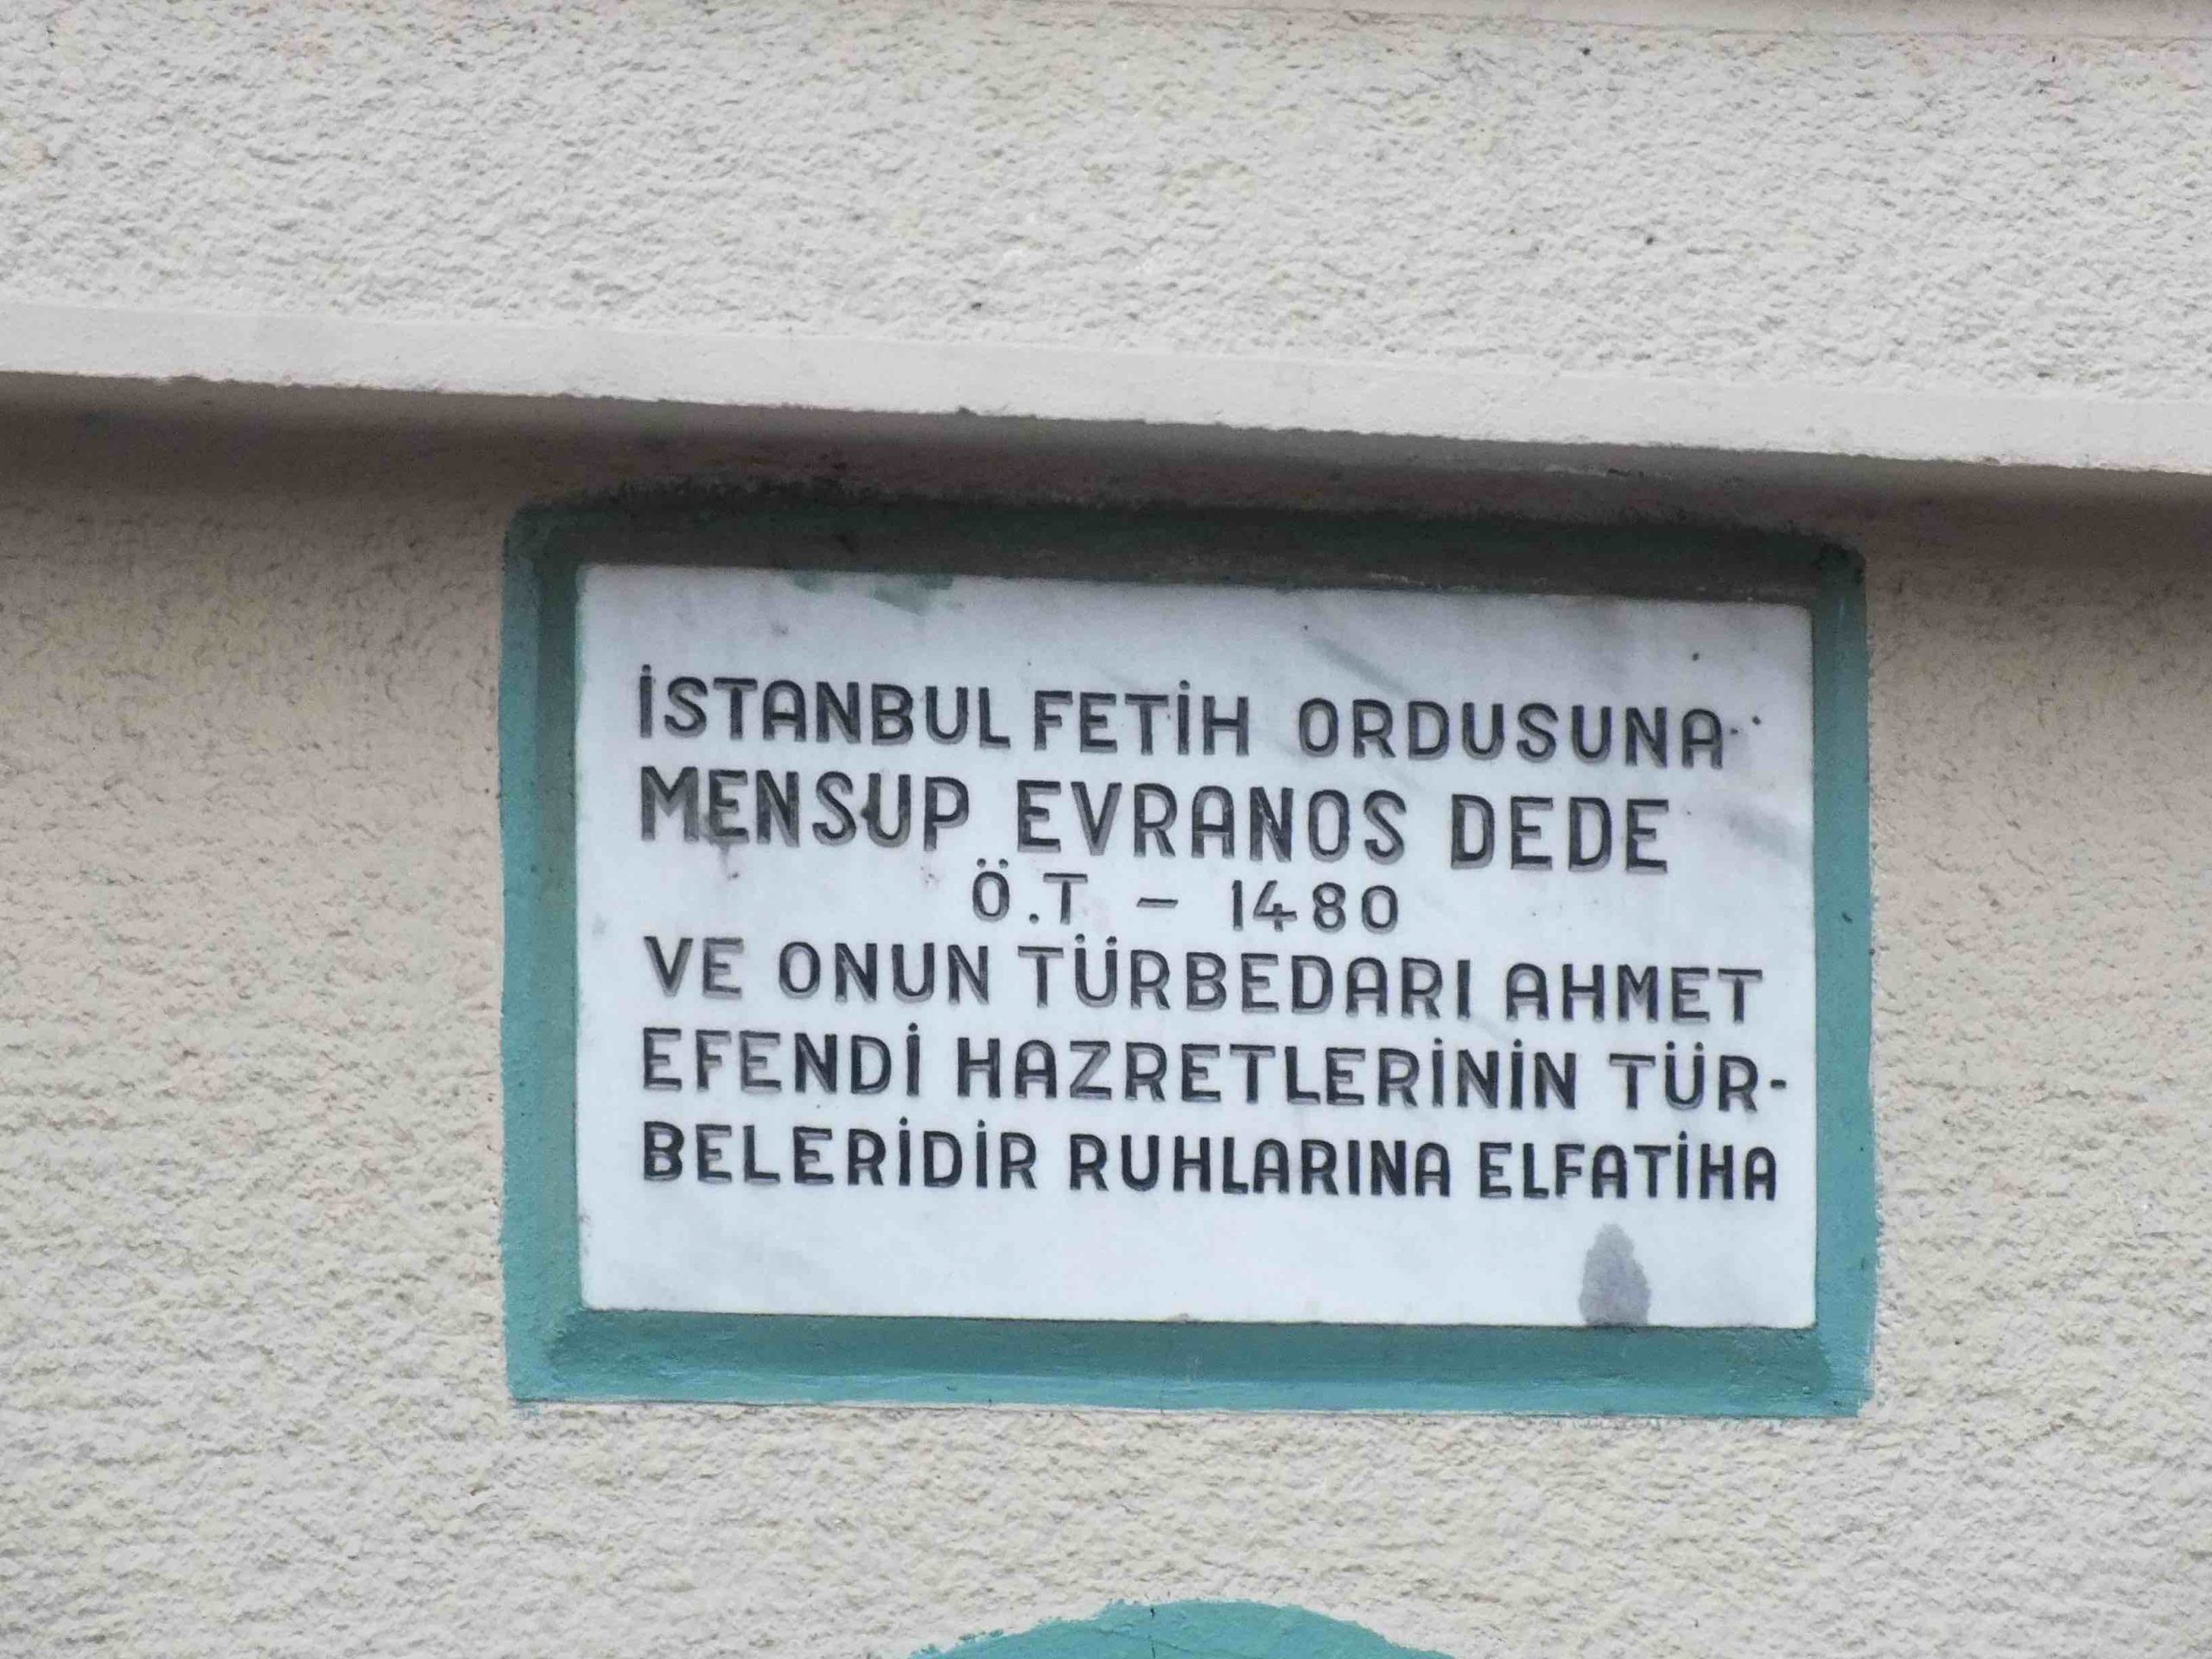 İSTANBUL FETİH ORDUSUNA
MENSUP EVRANOS DEDE
Ö.T – 1480
VE ONUN TÜRBEDARI AHMET
EFENDİ HAZRETLERİNİN TÜR-
BELERİDİR RUHLARINA ELFATİHA